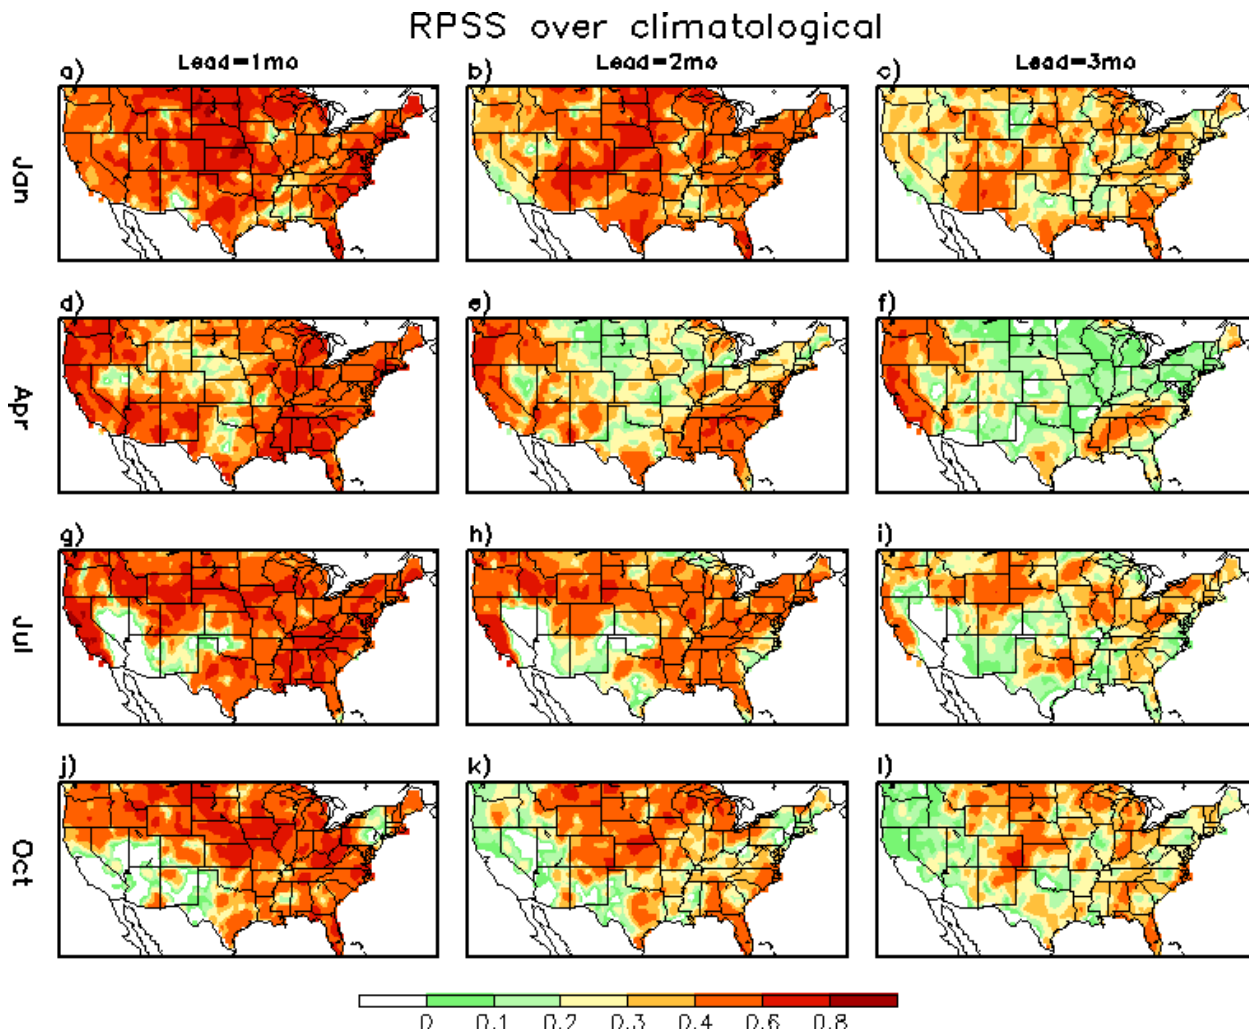 RPSS over climatological
Lead=1mo Lead=2mo Lead=3mo
a) b) c)
Jan
d) e) f)
Apr
g) h) i)
Jul
j) k) l)
Oct
0 0.1 0.2 0.3 0.4 0.6 0.8